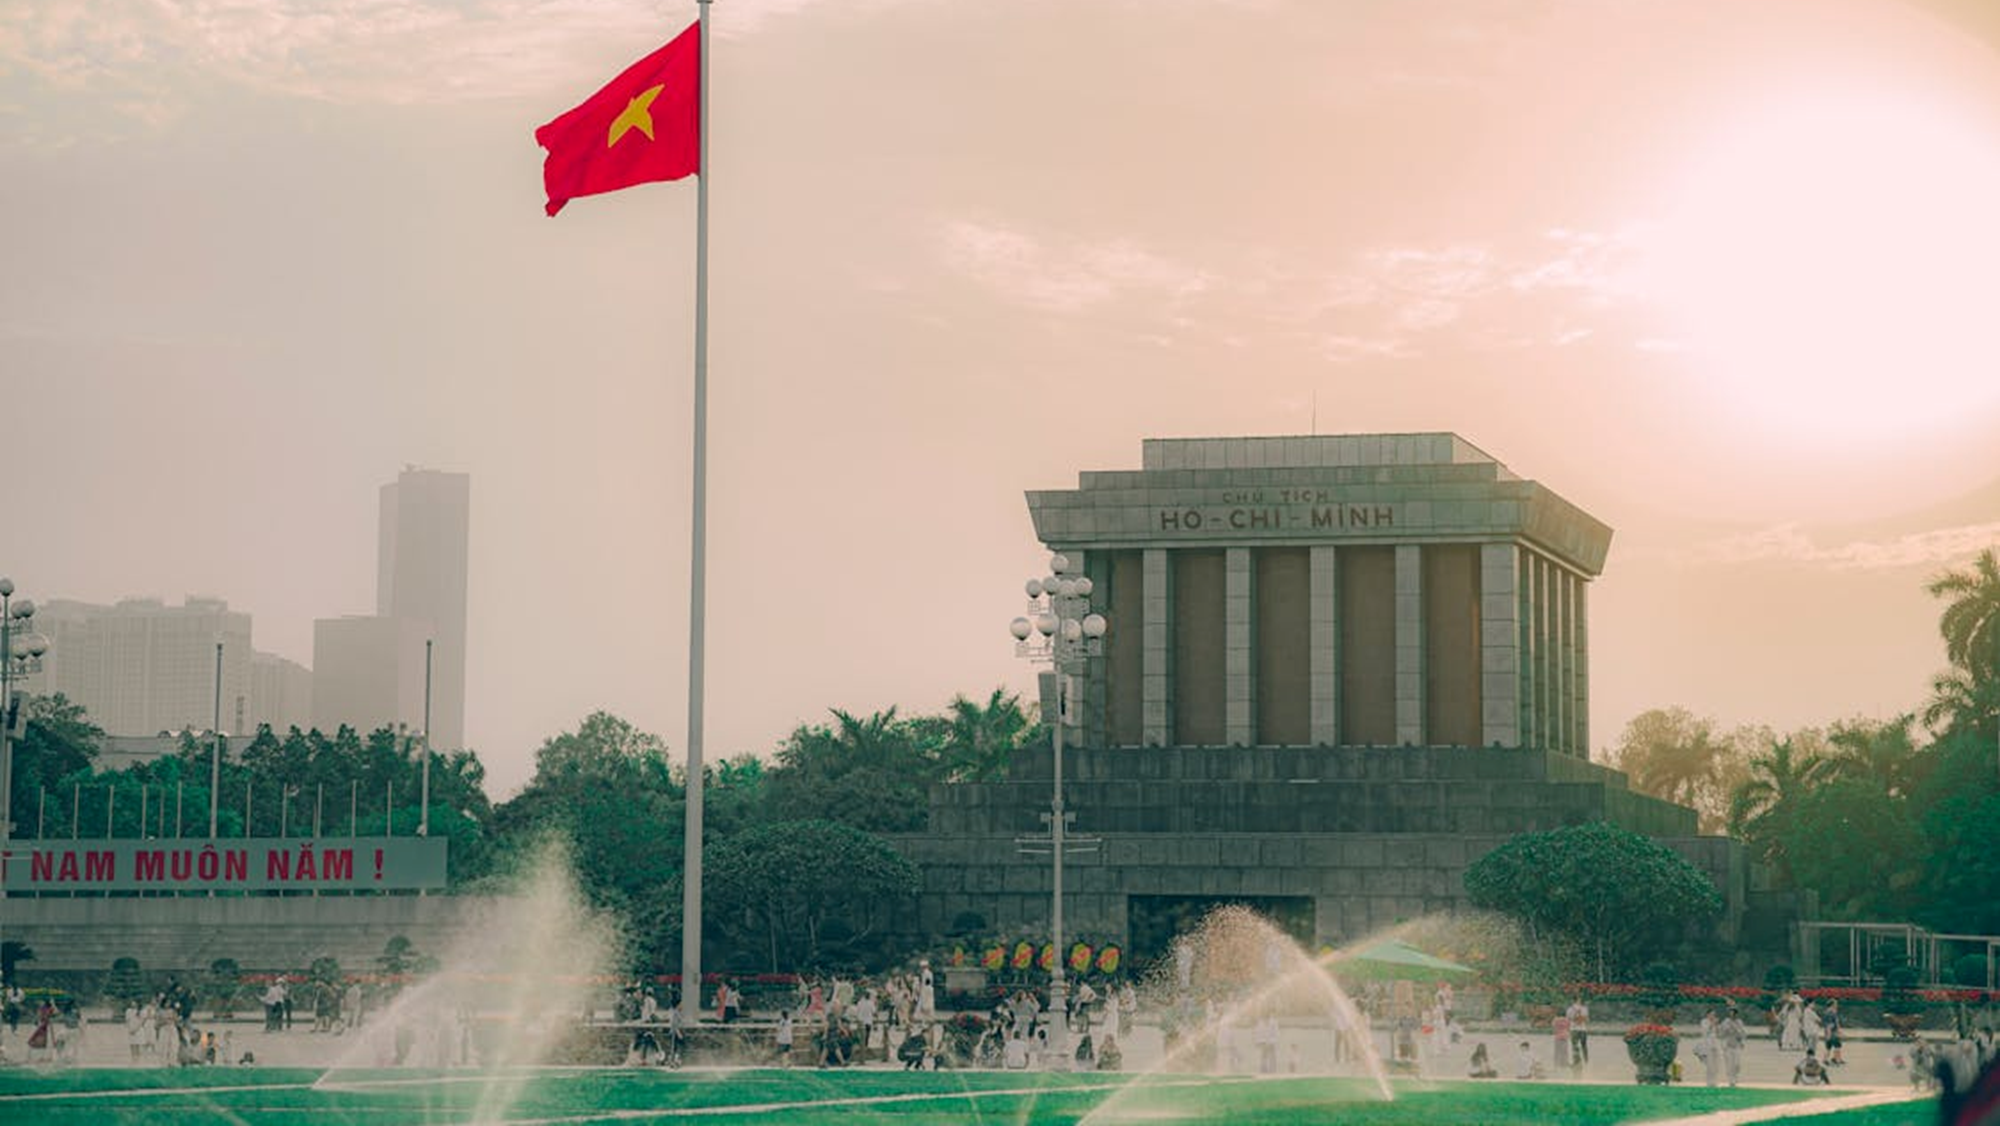 CHỦ TỊCH
HỒ-CHÍ-MINH
NAM MUÔN NĂM !